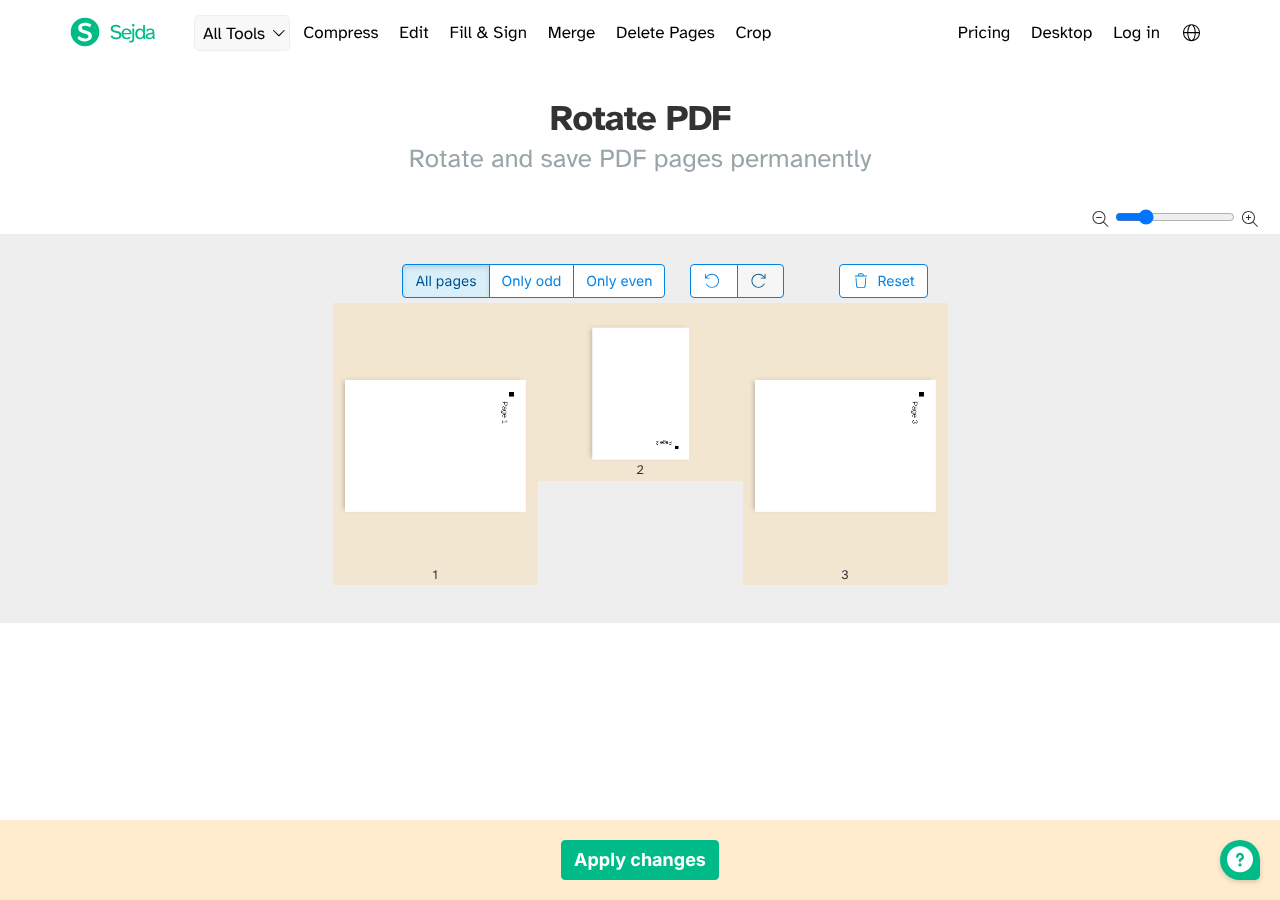 Sejda
All Tools Compress Edit Fill & Sign Merge Delete Pages Crop Pricing Desktop Log in
Rotate PDF
Rotate and save PDF pages permanently
All pages Only odd Only even Reset
Page 1
Page 2
Page 3
2
1
3
Apply changes
?